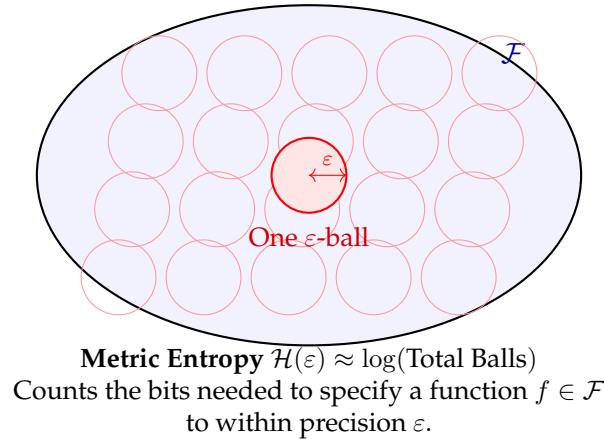 ℱ
ε
One ε-ball
Metric Entropy ℋ(ε) ≈ log(Total Balls)
Counts the bits needed to specify a function f ∈ ℱ
to within precision ε.